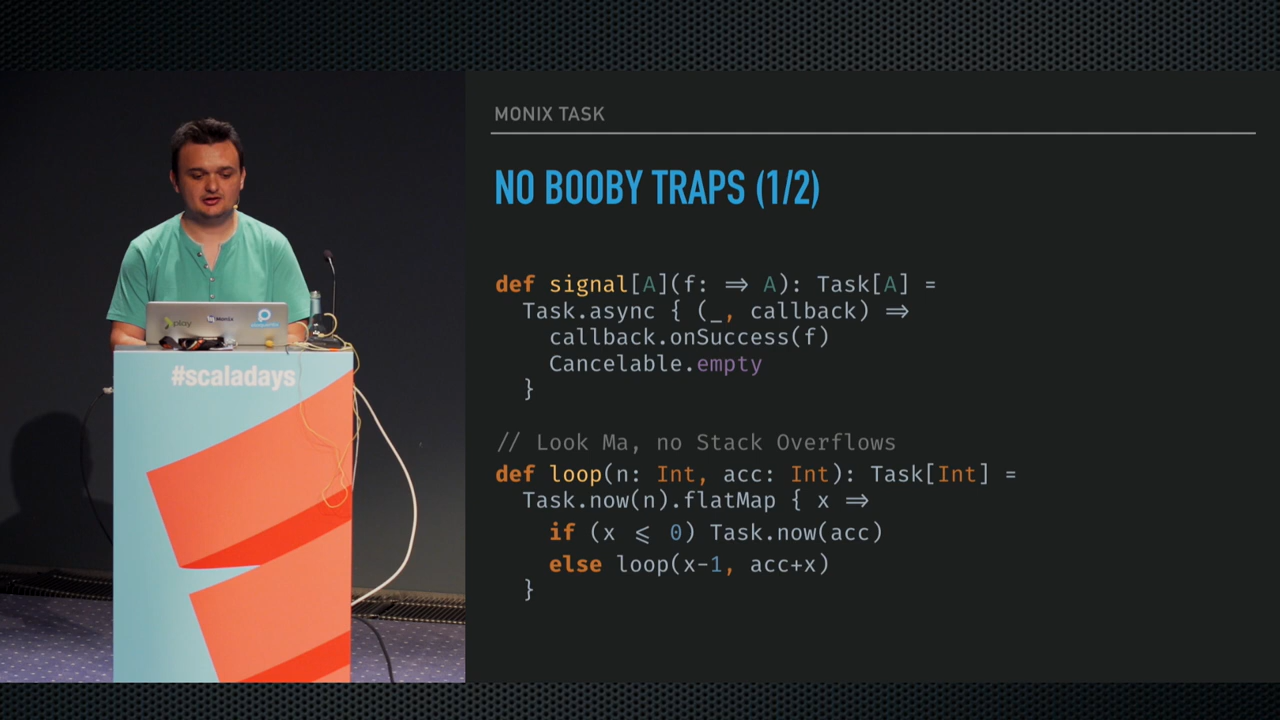 MONIX TASK
NO BOOBY TRAPS (1/2)
def signal[A](f: ⇒ A): Task[A] =
Task.async { (_, callback) ⇒
callback.onSuccess(f)
Cancelable.empty
}
// Look Ma, no Stack Overflows
def loop(n: Int, acc: Int): Task[Int] =
Task.now(n).flatMap { x ⇒
if (x ⩽ 0) Task.now(acc)
else loop(x-1, acc+x)
}
play
Monix
#scaladays